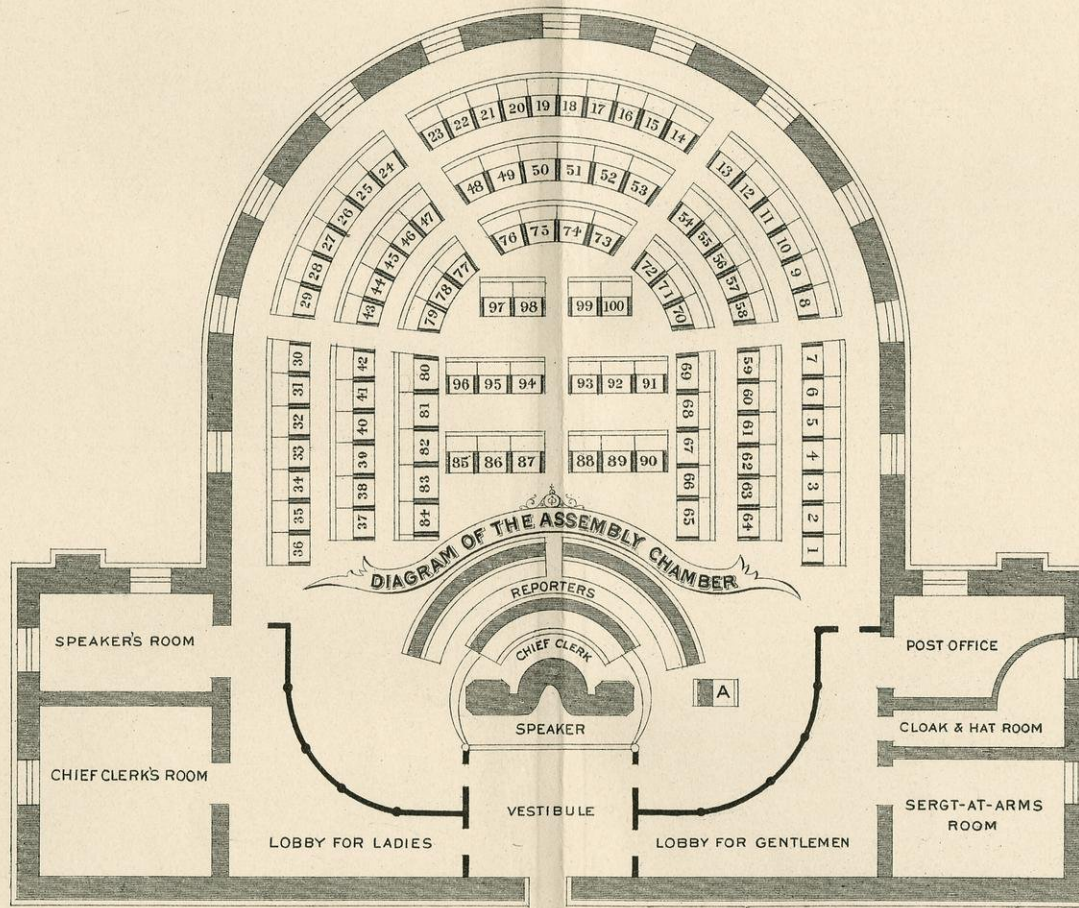 23 22 21 20 19 18 17 16 15 14
29 28 27 26 25 24
13 12 11 10 9 8
48 49 50 51 52 53
43 44 45 46 47
54 55 56 57 58
76 75 74 73
79 78 77
72 71 70
97 98 99 100
30 31 32 33 34 35 36
42 41 40 39 38 37
80 81 82 83 84
96 95 94 93 92 91
85 86 87 88 89 90
69 68 67 66 65
59 60 61 62 63 64
7 6 5 4 3 2 1
DIAGRAM OF THE ASSEMBLY CHAMBER
REPORTERS
CHIEF CLERK
SPEAKER
A
SPEAKER'S ROOM
CHIEF CLERK'S ROOM
LOBBY FOR LADIES
VESTIBULE
LOBBY FOR GENTLEMEN
POST OFFICE
CLOAK & HAT ROOM
SERGT-AT-ARMS
ROOM